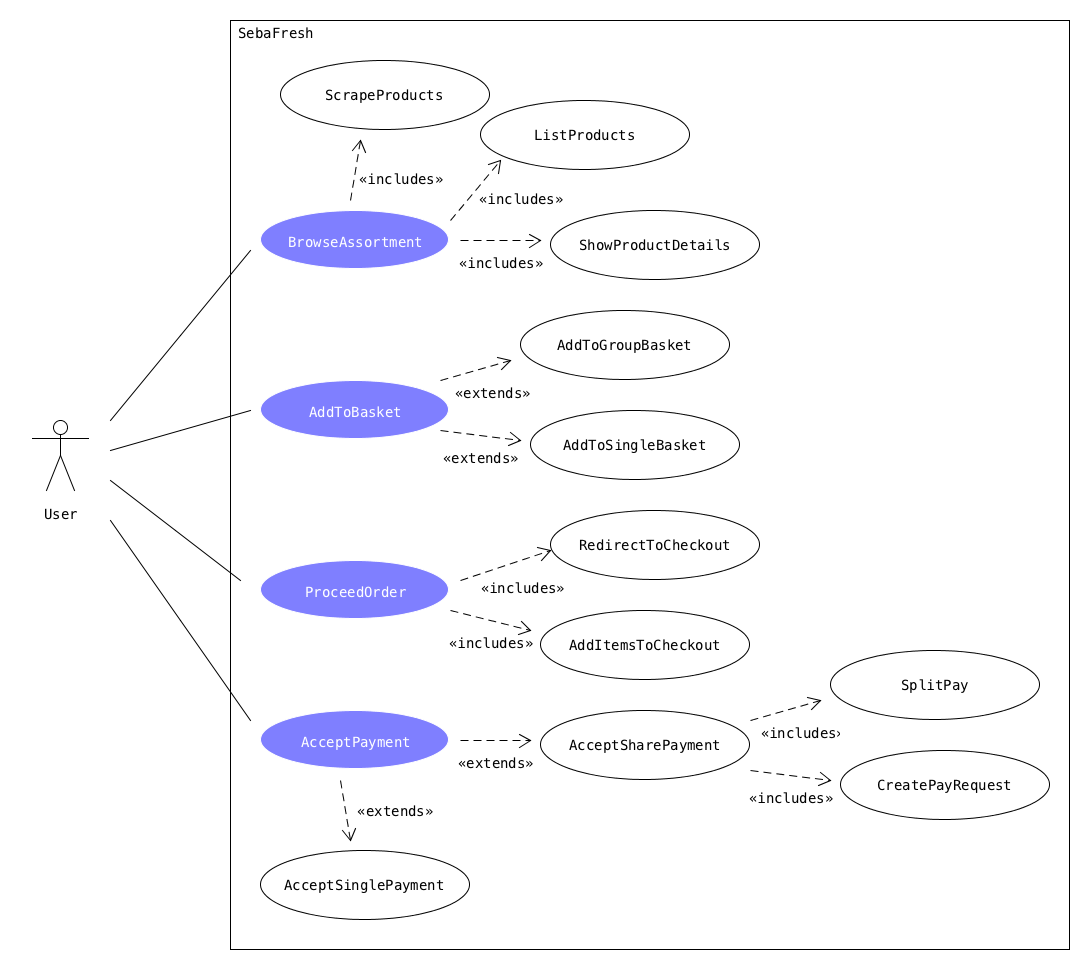 SebaFresh
ScrapeProducts
ListProducts
«includes»
«includes»
BrowseAssortment
ShowProductDetails
«includes»
AddToGroupBasket
«extends»
AddToBasket
AddToSingleBasket
«extends»
User
RedirectToCheckout
«includes»
ProceedOrder
AddItemsToCheckout
«includes»
SplitPay
«includes»
AcceptPayment
AcceptSharePayment
«extends»
CreatePayRequest
«includes»
«extends»
AcceptSinglePayment